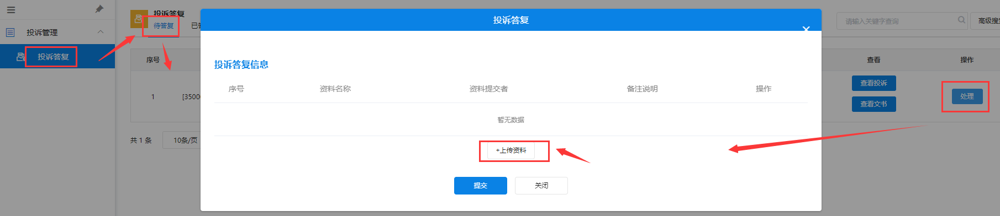 投诉管理
投诉答复
投诉答复
待答复
已答
请输入关键字查询
高级搜索
序号
查看
操作
1
[3500
查看投诉
查看文书
处理
共 1 条
10条/页
投诉答复
投诉答复信息
序号
资料名称
资料提交者
备注说明
操作
暂无数据
+上传资料
提交
关闭